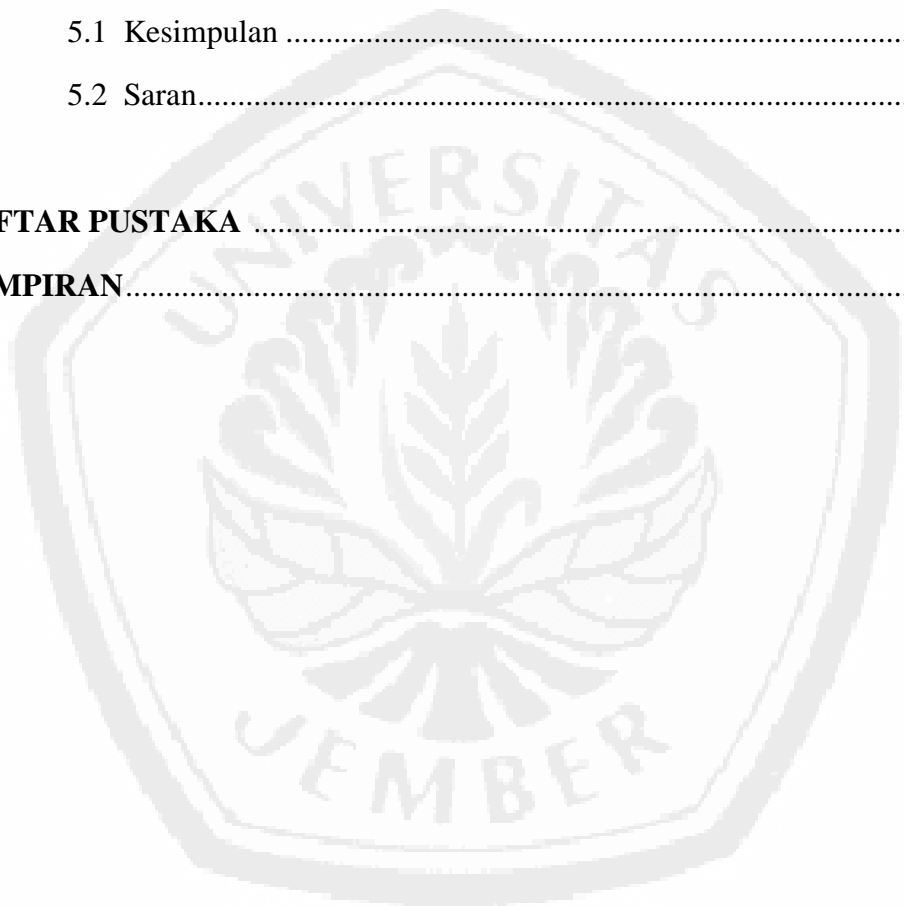 5.1 Kesimpulan ..............................................................................
5.2 Saran.........................................................................................
FTAR PUSTAKA ..................................................................................
MPIRAN..................................................................................................
UNIVERSITAS
JEMBER